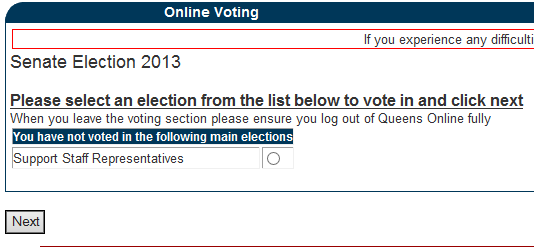 Online Voting
If you experience any
Senate Election 2013
Please select an election from the list below to vote in and click next
When you leave the voting section please ensure you log out of Queens Online fully
You have not voted in the following main elections
Support Staff Representatives
Next